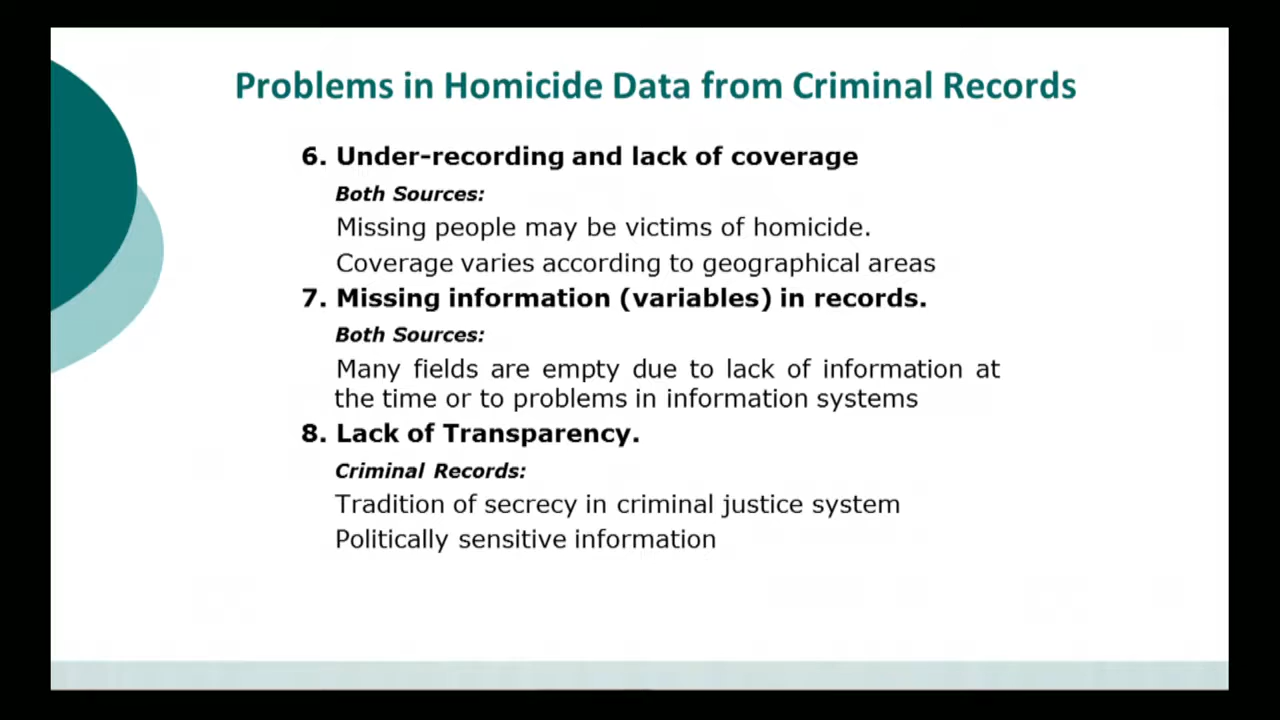 Problems in Homicide Data from Criminal Records
6. Under-recording and lack of coverage
Both Sources:
Missing people may be victims of homicide.
Coverage varies according to geographical areas
7. Missing information (variables) in records.
Both Sources:
Many fields are empty due to lack of information at
the time or to problems in information systems
8. Lack of Transparency.
Criminal Records:
Tradition of secrecy in criminal justice system
Politically sensitive information